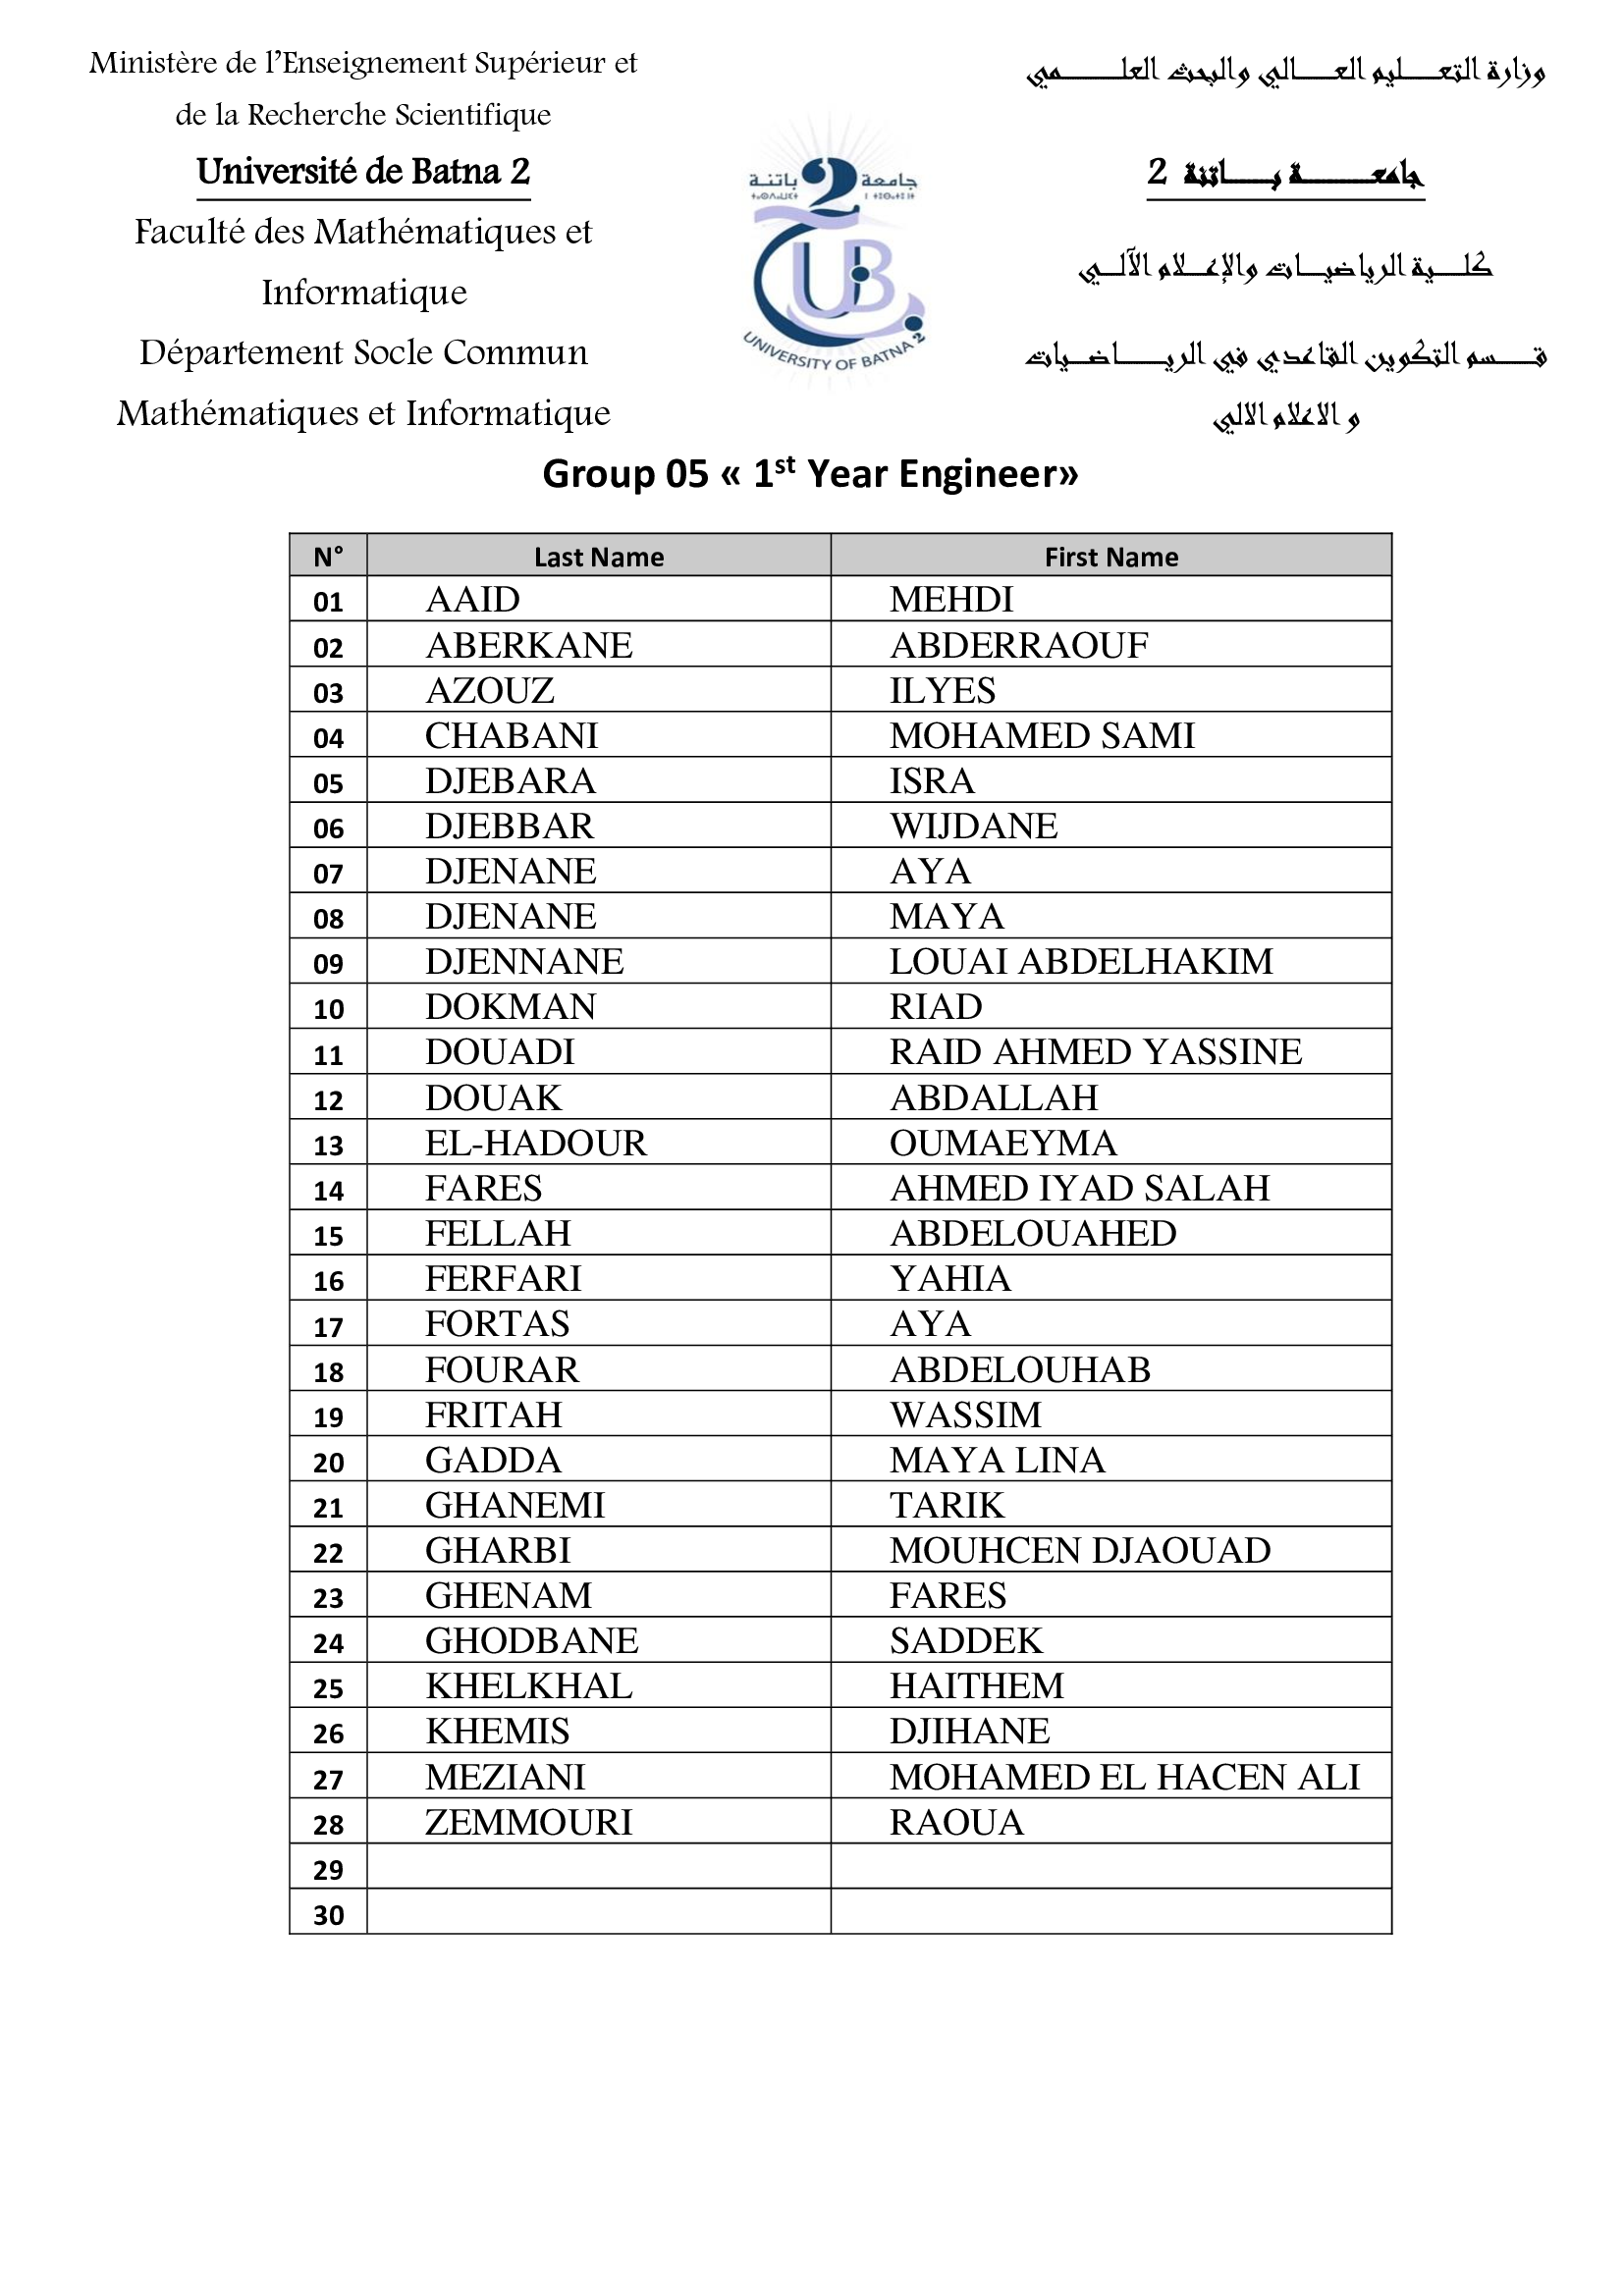 Ministère de l'Enseignement Supérieur et
de la Recherche Scientifique
Université de Batna 2
Faculté des Mathématiques et
Informatique
Département Socle Commun
Mathématiques et Informatique
جامعة باتنة
2
UB
UNIVERSITY OF BATNA 2
وزارة التعـــليم العـــالي والبحث العلـــــمي
جامعــــــة بـــــاتنة 2
كلـــية الرياضيــات والإعــلام الآلــي
قـــسم التكوين القاعدي في الريـــــاضــيات
و الاعلام الالي
Group 05 « 1st Year Engineer»
N° Last Name First Name
01 AAID MEHDI
02 ABERKANE ABDERRAOUF
03 AZOUZ ILYES
04 CHABANI MOHAMED SAMI
05 DJEBARA ISRA
06 DJEBBAR WIJDANE
07 DJENANE AYA
08 DJENANE MAYA
09 DJENNANE LOUAI ABDELHAKIM
10 DOKMAN RIAD
11 DOUADI RAID AHMED YASSINE
12 DOUAK ABDALLAH
13 EL-HADOUR OUMAEYMA
14 FARES AHMED IYAD SALAH
15 FELLAH ABDELOUAHED
16 FERFARI YAHIA
17 FORTAS AYA
18 FOURAR ABDELOUHAB
19 FRITAH WASSIM
20 GADDA MAYA LINA
21 GHANEMI TARIK
22 GHARBI MOUHCEN DJAOUAD
23 GHENAM FARES
24 GHODBANE SADDEK
25 KHELKHAL HAITHEM
26 KHEMIS DJIHANE
27 MEZIANI MOHAMED EL HACEN ALI
28 ZEMMOURI RAOUA
29
30